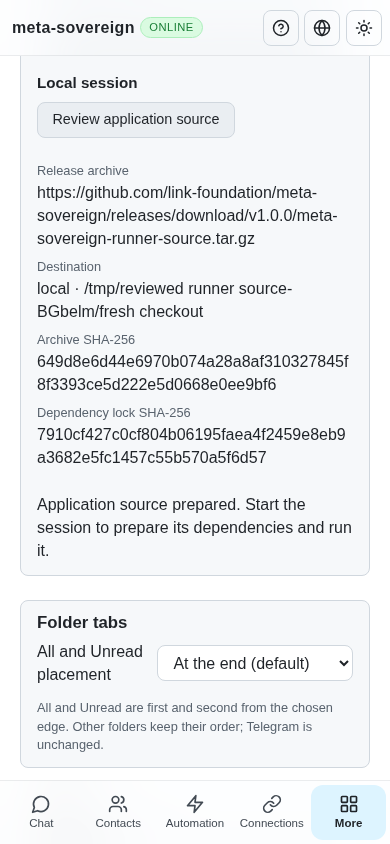 meta-sovereign ONLINE
Local session
Review application source
Release archive
https://github.com/link-foundation/meta-
sovereign/releases/download/v1.0.0/meta-
sovereign-runner-source.tar.gz
Destination
local · /tmp/reviewed runner source-
BGbelm/fresh checkout
Archive SHA-256
649d8e6d44e6970b074a28a8af310327845f
8f3393ce5d222e5d0668e0ee9bf6
Dependency lock SHA-256
7910cf427c0cf804b06195faea4f2459e8eb9
a3682e5fc1457c55b570a5f6d57
Application source prepared. Start the
session to prepare its dependencies and run
it.
Folder tabs
All and Unread
placement
At the end (default)
All and Unread are first and second from the chosen
edge. Other folders keep their order; Telegram is
unchanged.
Chat Contacts Automation Connections More